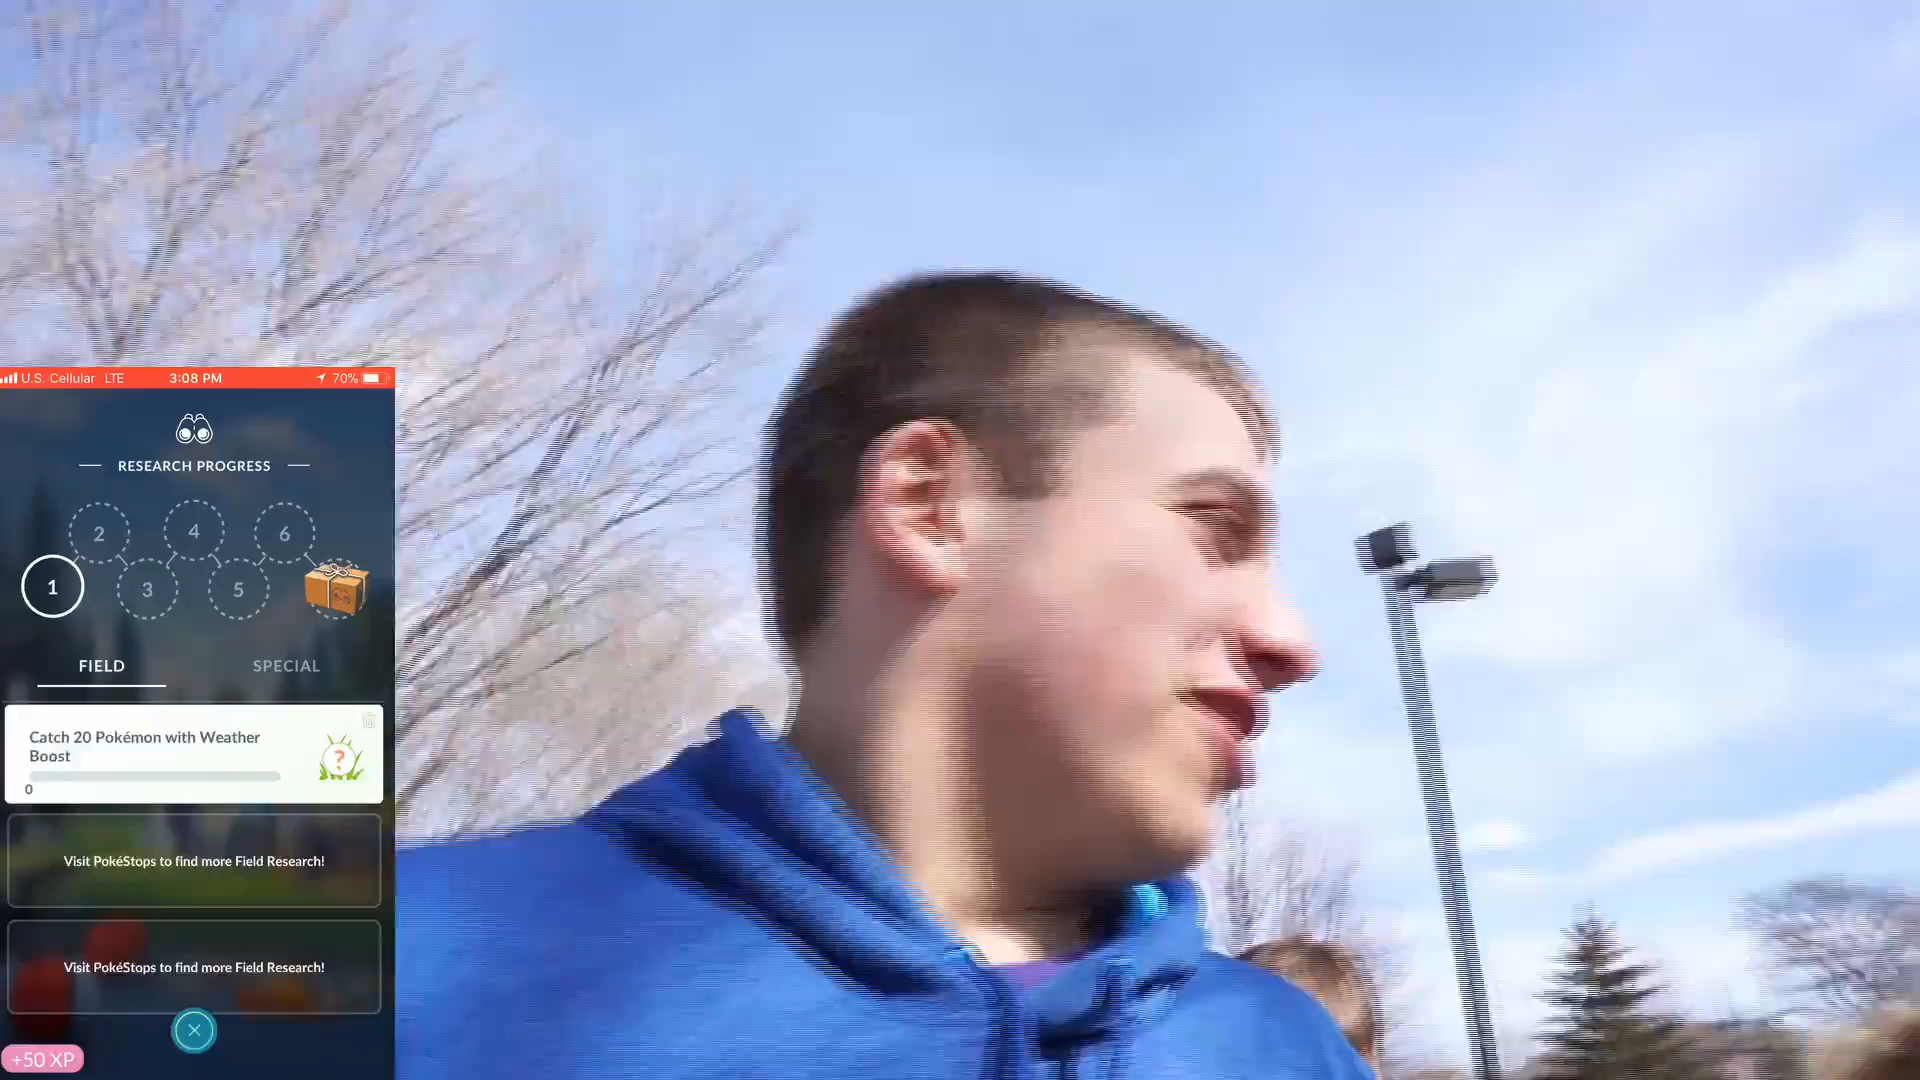 U.S. Cellular LTE 3:08 PM 70%
RESEARCH PROGRESS
2 4 6
1 3 5
FIELD SPECIAL
Catch 20 Pokémon with Weather
Boost
?
0
Visit PokéStops to find more Field Research!
Visit PokéStops to find more Field Research!
+50 XP